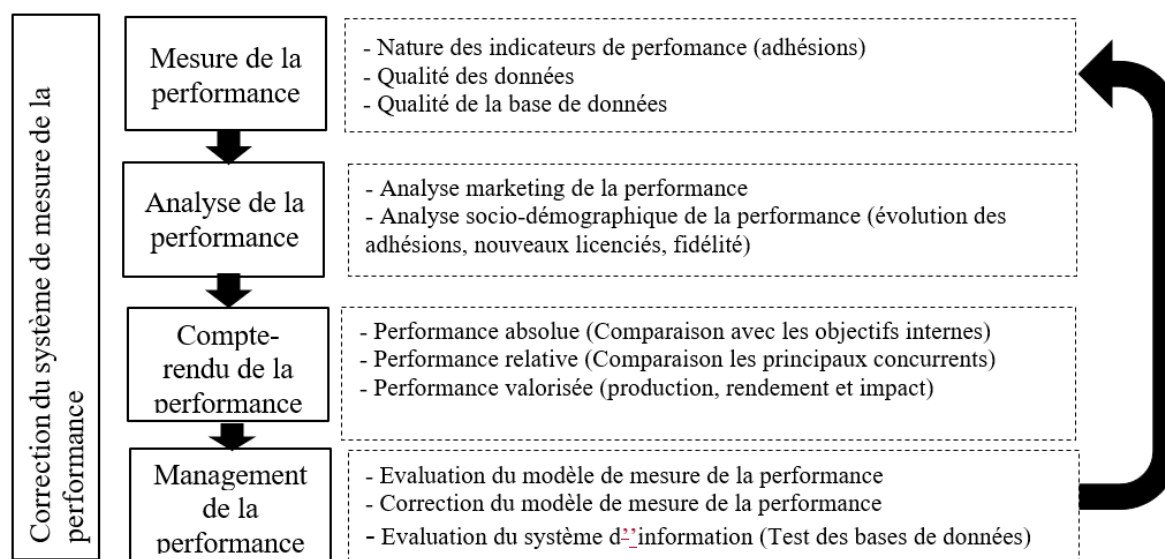 Correction du système de mesure de la
performance
Mesure de la
performance
- Nature des indicateurs de perfomance (adhésions)
- Qualité des données
- Qualité de la base de données
Analyse de la
performance
- Analyse marketing de la performance
- Analyse socio-démographique de la performance (évolution des
adhésions, nouveaux licenciés, fidélité)
Compte-
rendu de la
performance
- Performance absolue (Comparaison avec les objectifs internes)
- Performance relative (Comparaison les principaux concurrents)
- Performance valorisée (production, rendement et impact)
Management
de la
performance
- Evaluation du modèle de mesure de la performance
- Correction du modèle de mesure de la performance
- Evaluation du système d’’information (Test des bases de données)